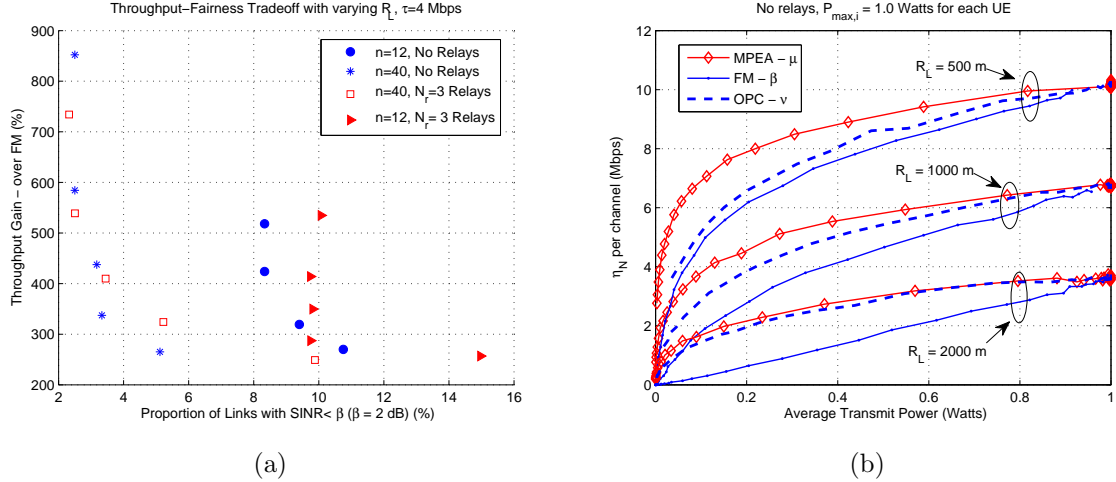 Throughput−Fairness Tradeoff with varying R_L, τ=4 Mbps
900
800
700
600
500
400
300
200
Throughput Gain − over FM (%)
n=12, No Relays
n=40, No Relays
n=40, N_r=3 Relays
n=12, N_r= 3 Relays
2 4 6 8 10 12 14 16
Proportion of Links with SINR< β (β = 2 dB) (%)
(a)
No relays, P_max,i = 1.0 Watts for each UE
12
10
8
6
4
2
0
η_N per channel (Mbps)
MPEA − μ
FM − β
OPC − ν
R_L = 500 m
R_L = 1000 m
R_L = 2000 m
0 0.2 0.4 0.6 0.8 1
Average Transmit Power (Watts)
(b)